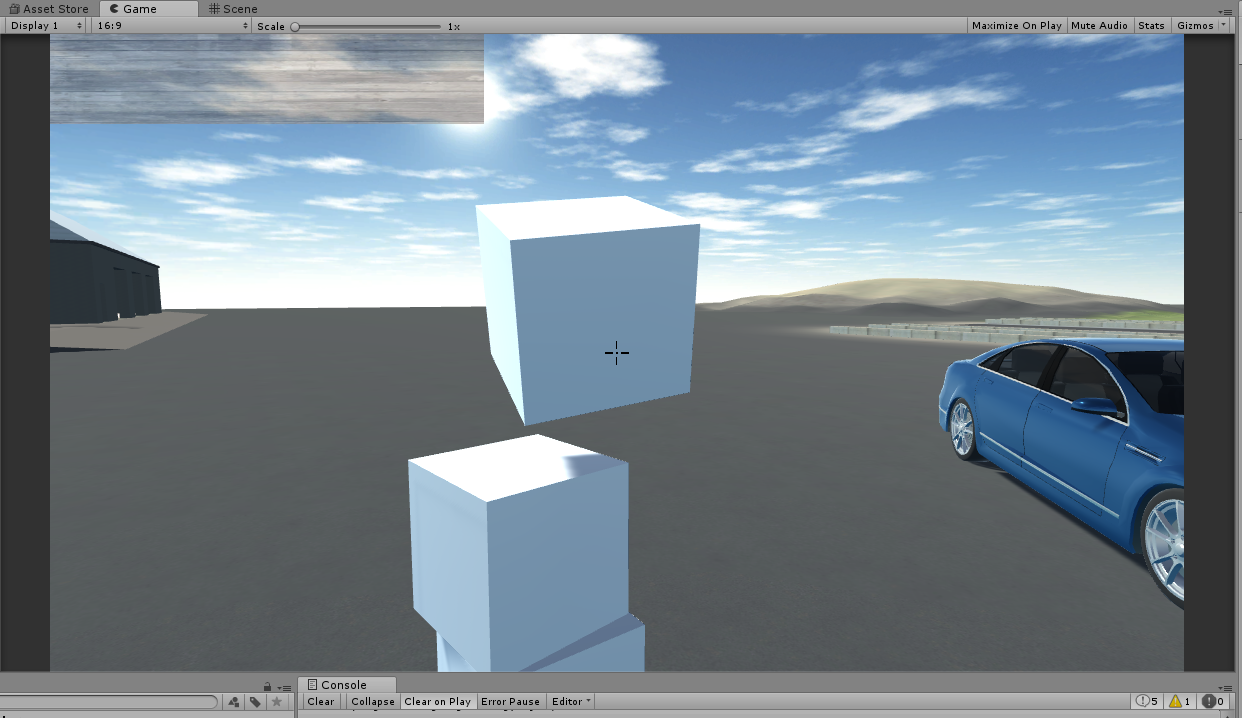 Asset Store Game Scene
Display 1 16:9 Scale 1x Maximize On Play Mute Audio Stats Gizmos
Console
Clear Collapse Clear on Play Error Pause Editor 5 1 0